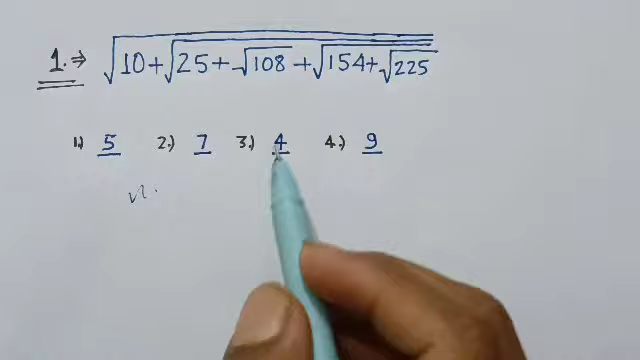 1.⇒ √10+√25+√108+√154+√225
1.) 5 2.) 7 3.) 4 4.) 9